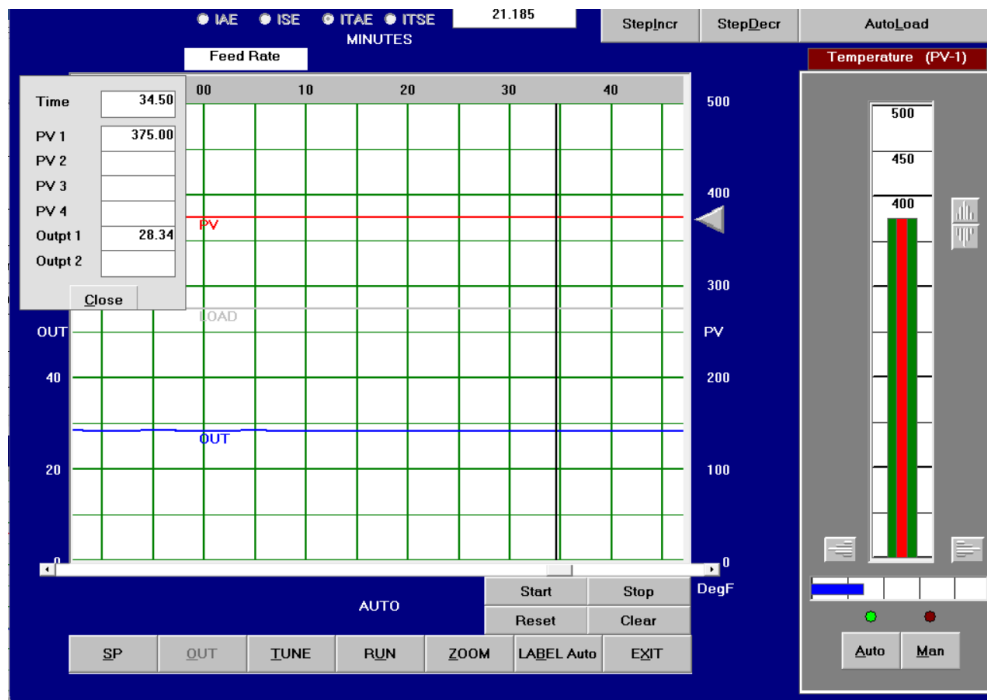 IAE ISE ITAE ITSE 21.185 StepIncr StepDecr AutoLoad
MINUTES
Feed Rate Temperature (PV-1)
Time 34.50
PV 1 375.00
PV 2
PV 3
PV 4
Outpt 1 28.34
Outpt 2
Close
00 10 20 30 40
500
400
300
PV
200
100
0
DegF
OUT
40
20
0
PV
LOAD
OUT
500
450
400
AUTO
Start Stop
Reset Clear
SP OUT TUNE RUN ZOOM LABEL Auto EXIT
Auto Man